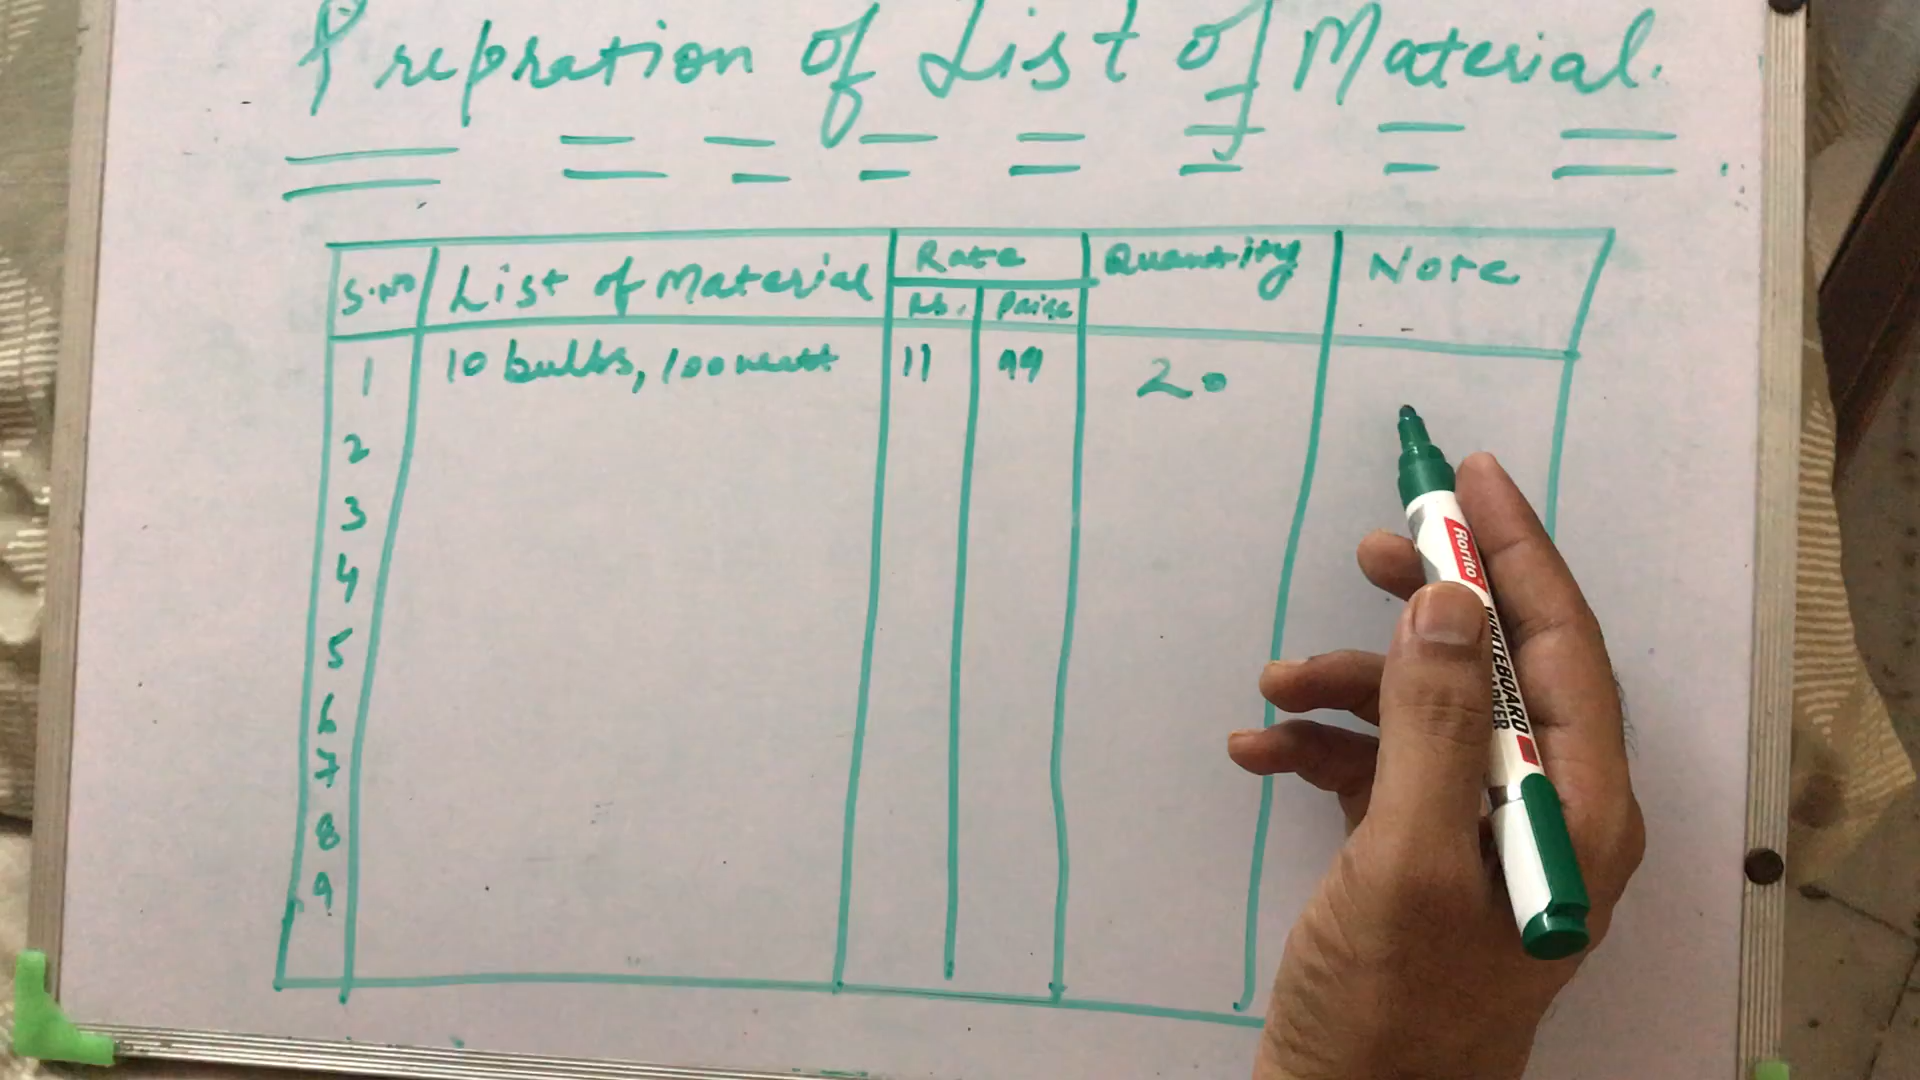 Prepration of List of Material.
S.No List of Material Rate Quantity Note
Rs. Paise
1 10 bulbs, 100 watt 11 99 20
2
3
4
5
6
7
8
9
Rorito
WHITEBOARD
MARKER